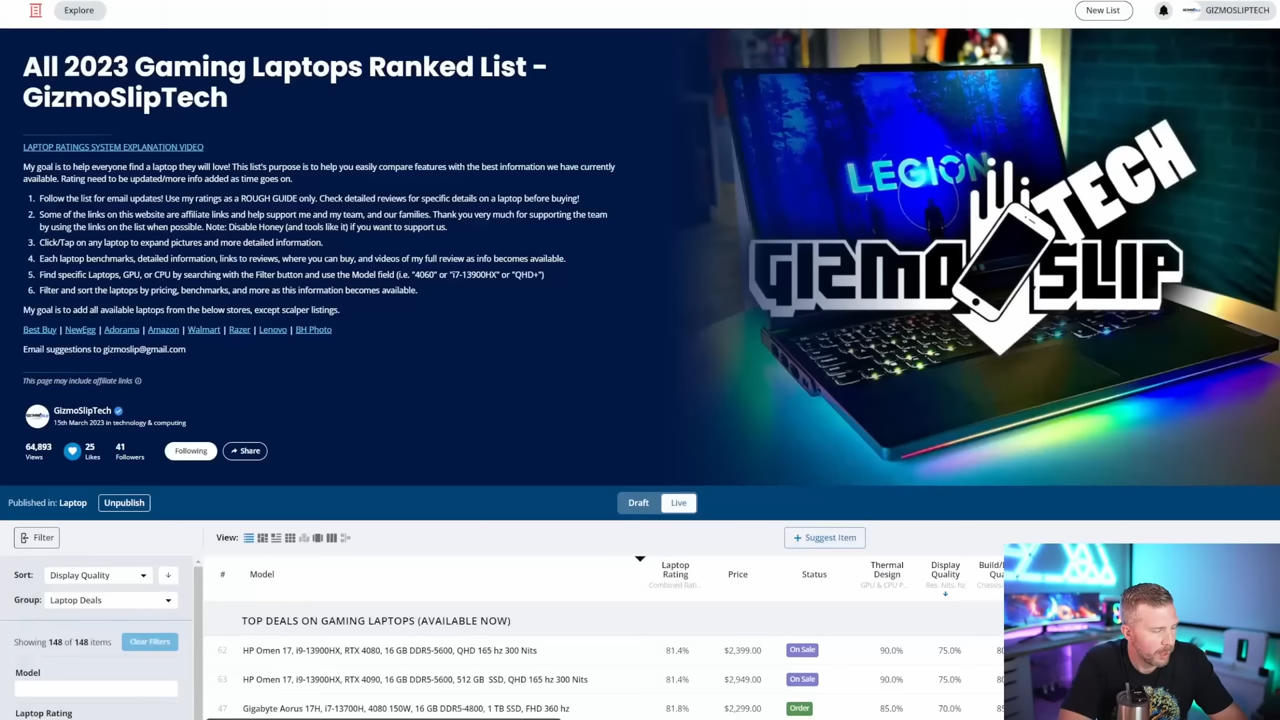 Explore
New List
GIZMOSLIPTECH
All 2023 Gaming Laptops Ranked List -
GizmoSlipTech
LAPTOP RATINGS SYSTEM EXPLANATION VIDEO
My goal is to help everyone find a laptop they will love! This list's purpose is to help you easily compare features with the best information we have currently
available. Rating need to be updated/more info added as time goes on.
1. Follow the list for email updates! Use my ratings as a ROUGH GUIDE only. Check detailed reviews for specific details on a laptop before buying!
2. Some of the links on this website are affiliate links and help support me and my team, and our families. Thank you very much for supporting the team
by using the links on the list when possible. Note: Disable Honey (and tools like it) if you want to support us.
3. Click/Tap on any laptop to expand pictures and more detailed information.
4. Each laptop benchmarks, detailed information, links to reviews, where you can buy, and videos of my full review as info becomes available.
5. Find specific Laptops, GPU, or CPU by searching with the Filter button and use the Model field (i.e. "4060" or "i7-13900HX" or "QHD+")
6. Filter and sort the laptops by pricing, benchmarks, and more as this information becomes available.
My goal is to add all available laptops from the below stores, except scalper listings.
Best Buy | NewEgg | Adorama | Amazon | Walmart | Razer | Lenovo | BH Photo
Email suggestions to gizmoslip@gmail.com
This page may include affiliate links
GizmoSlipTech
15th March 2023 in technology & computing
64,893 25 41
Views Likes Followers
Following
Share
LEGION
TECH
GIZMO SLIP
Published in: Laptop
Unpublish
Draft
Live
Filter
View:
+ Suggest Item
Sort: Display Quality
Group: Laptop Deals
Showing 148 of 148 items
Clear Filters
Model
Laptop Rating
# Model
Laptop
Rating
Combined Rati...
Price
Status
Thermal
Design
GPU & CPU P...
Display
Quality
Res, Nits, hz
Build/
Qua
Chassis
TOP DEALS ON GAMING LAPTOPS (AVAILABLE NOW)
62 HP Omen 17, i9-13900HX, RTX 4080, 16 GB DDR5-5600, QHD 165 hz 300 Nits 81.4% $2,399.00 On Sale 90.0% 75.0% 80
63 HP Omen 17, i9-13900HX, RTX 4090, 16 GB DDR5-5600, 512 GB SSD, QHD 165 hz 300 Nits 81.4% $2,949.00 On Sale 90.0% 75.0% 80
47 Gigabyte Aorus 17H, i7-13700H, 4080 150W, 16 GB DDR5-4800, 1 TB SSD, FHD 360 hz 81.8% $2,299.00 Order 85.0% 70.0% 80